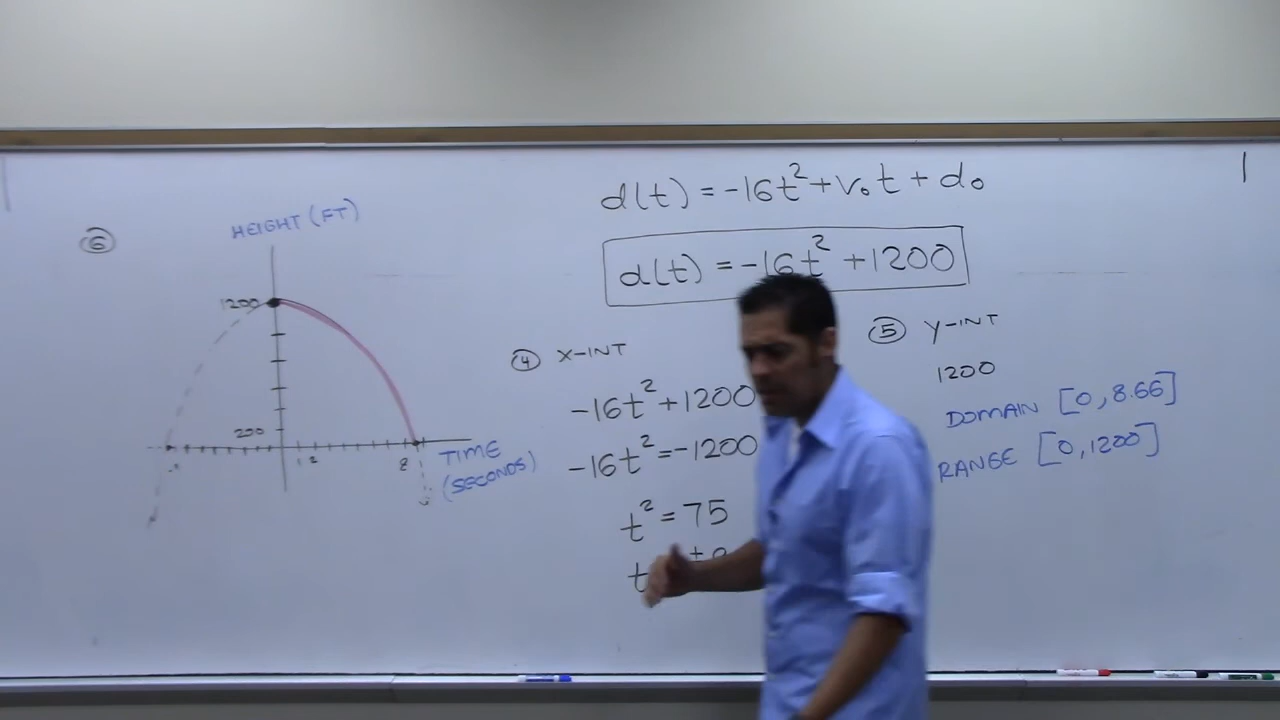 ⑥
HEIGHT (FT)
1200
200
1 2
8
TIME
(SECONDS)
d(t) = -16t² + v₀t + d₀
d(t) = -16t² + 1200
④ X-INT
-16t² + 1200
-16t² = -1200
t² = 75
t ±
⑤ Y-INT
1200
DOMAIN [0, 8.66]
RANGE [0, 1200]